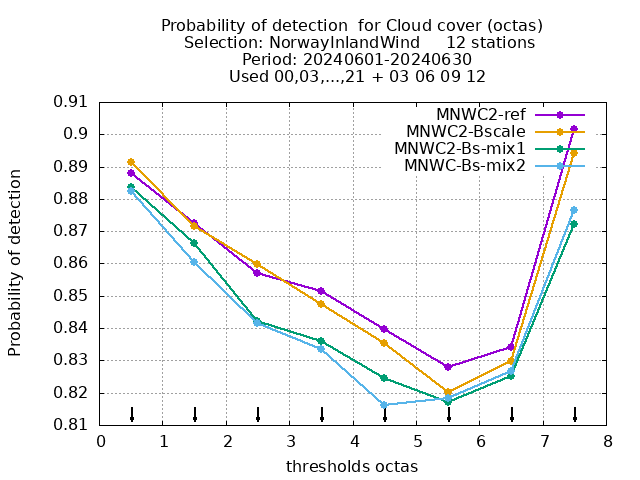 Probability of detection  for Cloud cover (octas)
Selection: NorwayInlandWind     12 stations
Period: 20240601-20240630
Used 00,03,...,21 + 03 06 09 12
MNWC2-ref
MNWC2-Bscale
MNWC2-Bs-mix1
MNWC-Bs-mix2
Probability of detection
0.91
0.9
0.89
0.88
0.87
0.86
0.85
0.84
0.83
0.82
0.81
0 1 2 3 4 5 6 7 8
thresholds octas